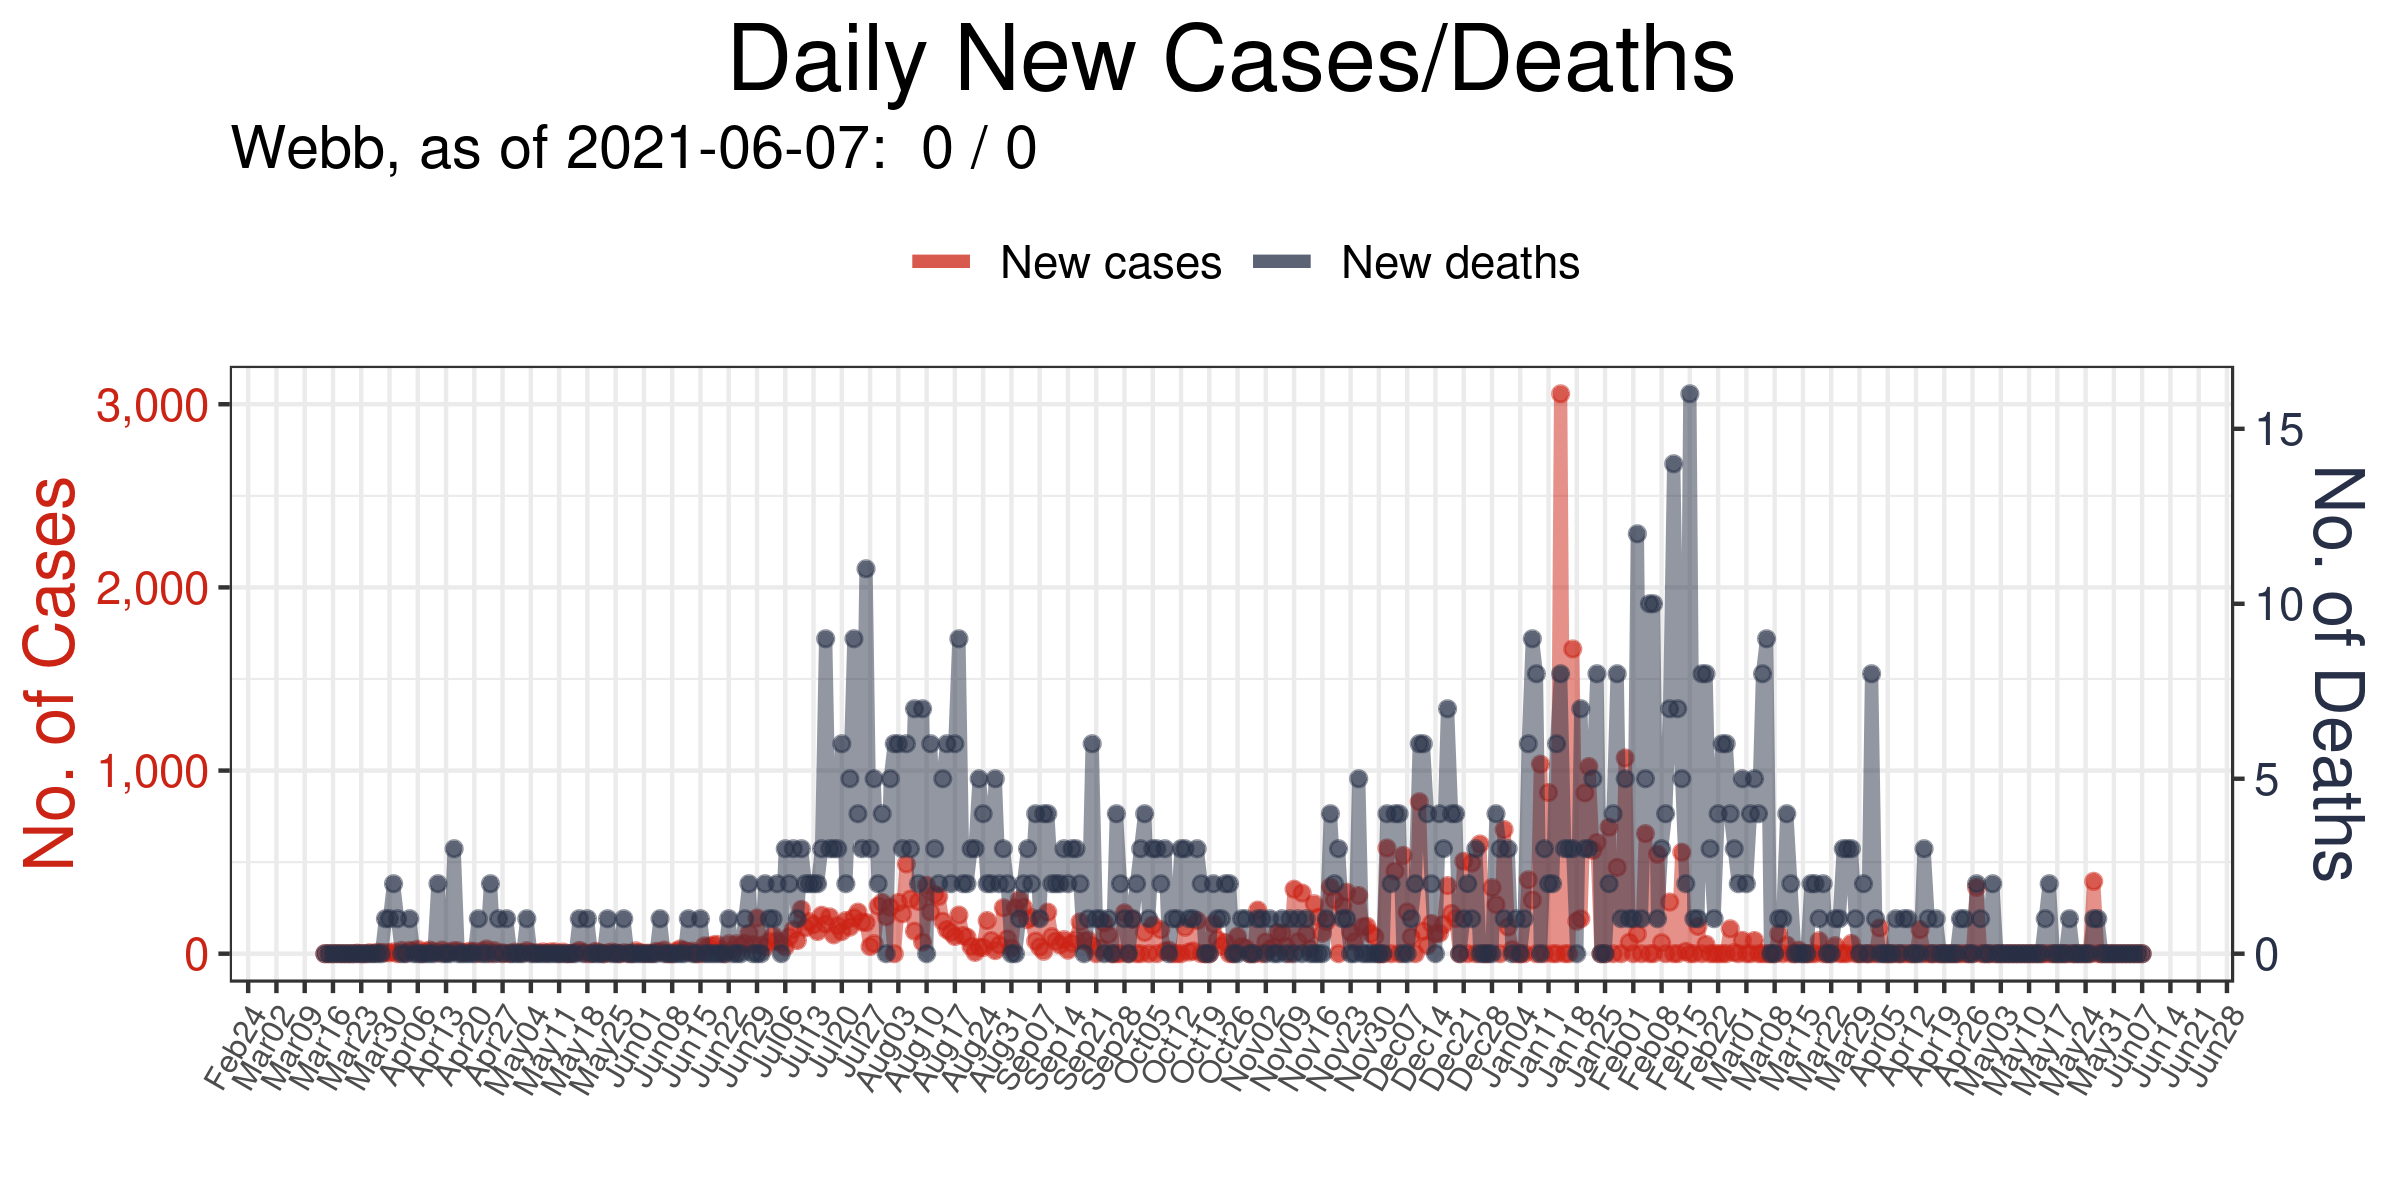 Daily New Cases/Deaths
Webb, as of 2021-06-07:  0 / 0
New cases New deaths
No. of Cases
3,000
2,000
1,000
0
15
10
5
0
No. of Deaths
Feb24 Mar02 Mar09 Mar16 Mar23 Mar30 Apr06 Apr13 Apr20 Apr27 May04 May11 May18 May25 Jun01 Jun08 Jun15 Jun22 Jun29 Jul06 Jul13 Jul20 Jul27 Aug03 Aug10 Aug17 Aug24 Aug31 Sep07 Sep14 Sep21 Sep28 Oct05 Oct12 Oct19 Oct26 Nov02 Nov09 Nov16 Nov23 Nov30 Dec07 Dec14 Dec21 Dec28 Jan04 Jan11 Jan18 Jan25 Feb01 Feb08 Feb15 Feb22 Mar01 Mar08 Mar15 Mar22 Mar29 Apr05 Apr12 Apr19 Apr26 May03 May10 May17 May24 May31 Jun07 Jun14 Jun21 Jun28